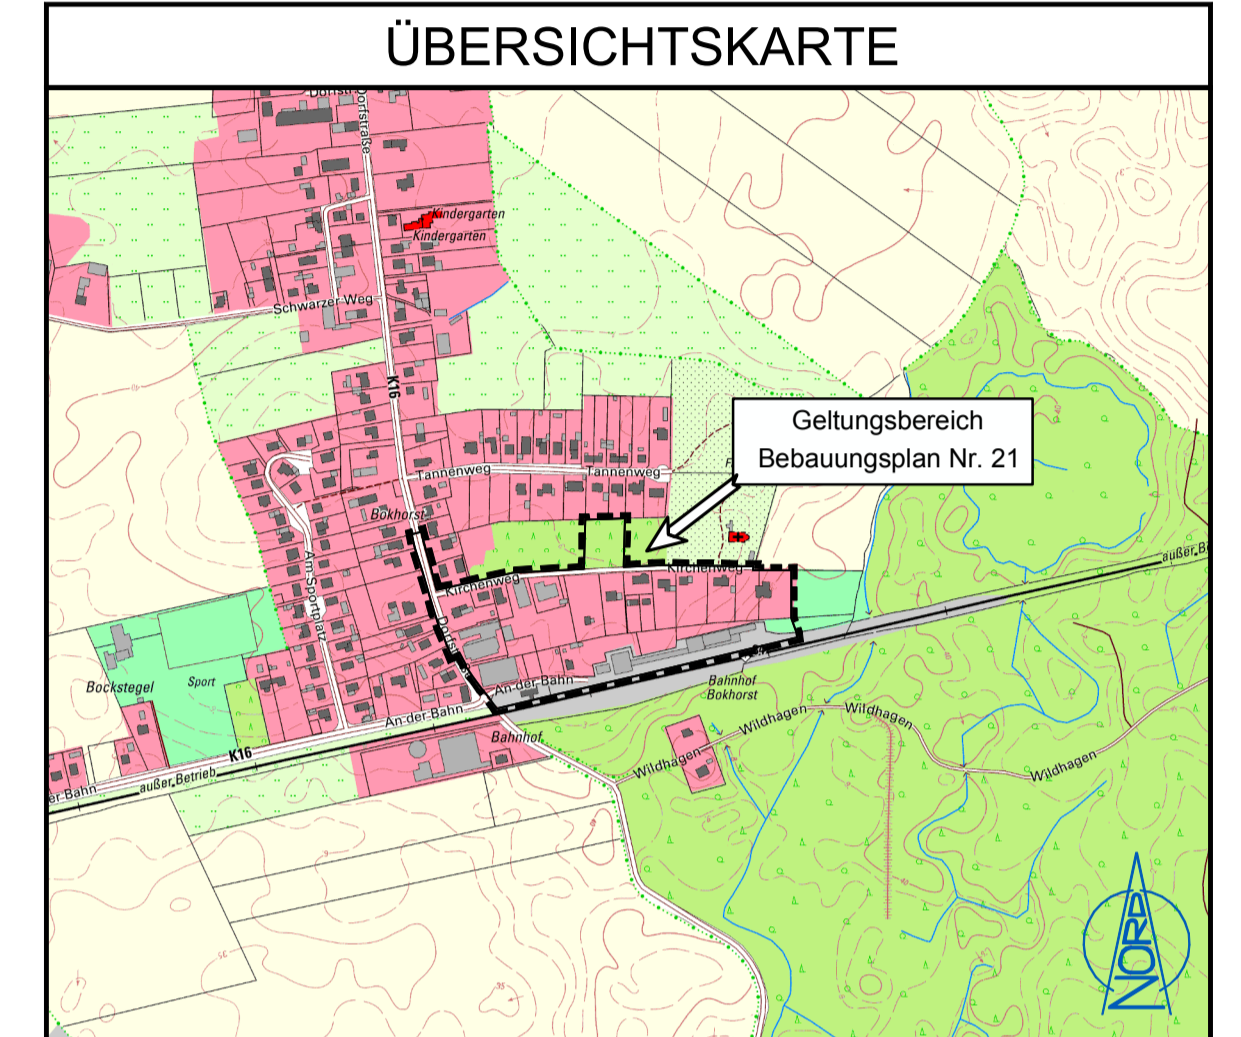 ÜBERSICHTSKARTE
Dorfstraße
Kindergarten
Kindergarten
Schwarzer Weg
K16
Geltungsbereich
Bebauungsplan Nr. 21
Tannenweg
Tannenweg
Bokhorst
Kirchenweg
Kirchenweg
Am Sportplatz
außer B
Bockstegel
Sport
An der Bahn
An der Bahn
Bahnhof
Bokhorst
Bahnhof
K16
außer Betrieb
er Bahn
Wildhagen
Wildhagen
Wildhagen
Wildhagen
NORD
35
35